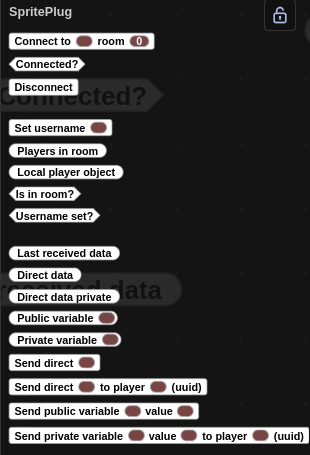 SpritePlug
Connect to room 0
Connected?
Connected?
Disconnect
Set username
Players in room
Local player object
Is in room?
Username set?
Last received data
Direct data
received data
Direct data private
Public variable
Private variable
Send direct
Send direct to player (uuid)
Send public variable value
Send private variable value to player (uuid)